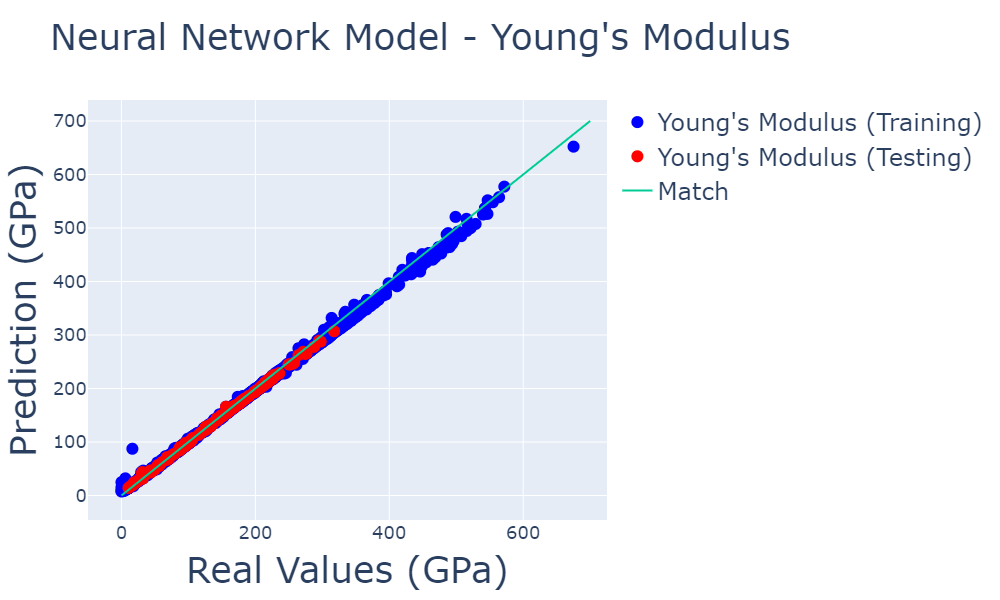 Neural Network Model - Young's Modulus
Young's Modulus (Training)
Young's Modulus (Testing)
Match
Prediction (GPa)
700
600
500
400
300
200
100
0
0
200
400
600
Real Values (GPa)